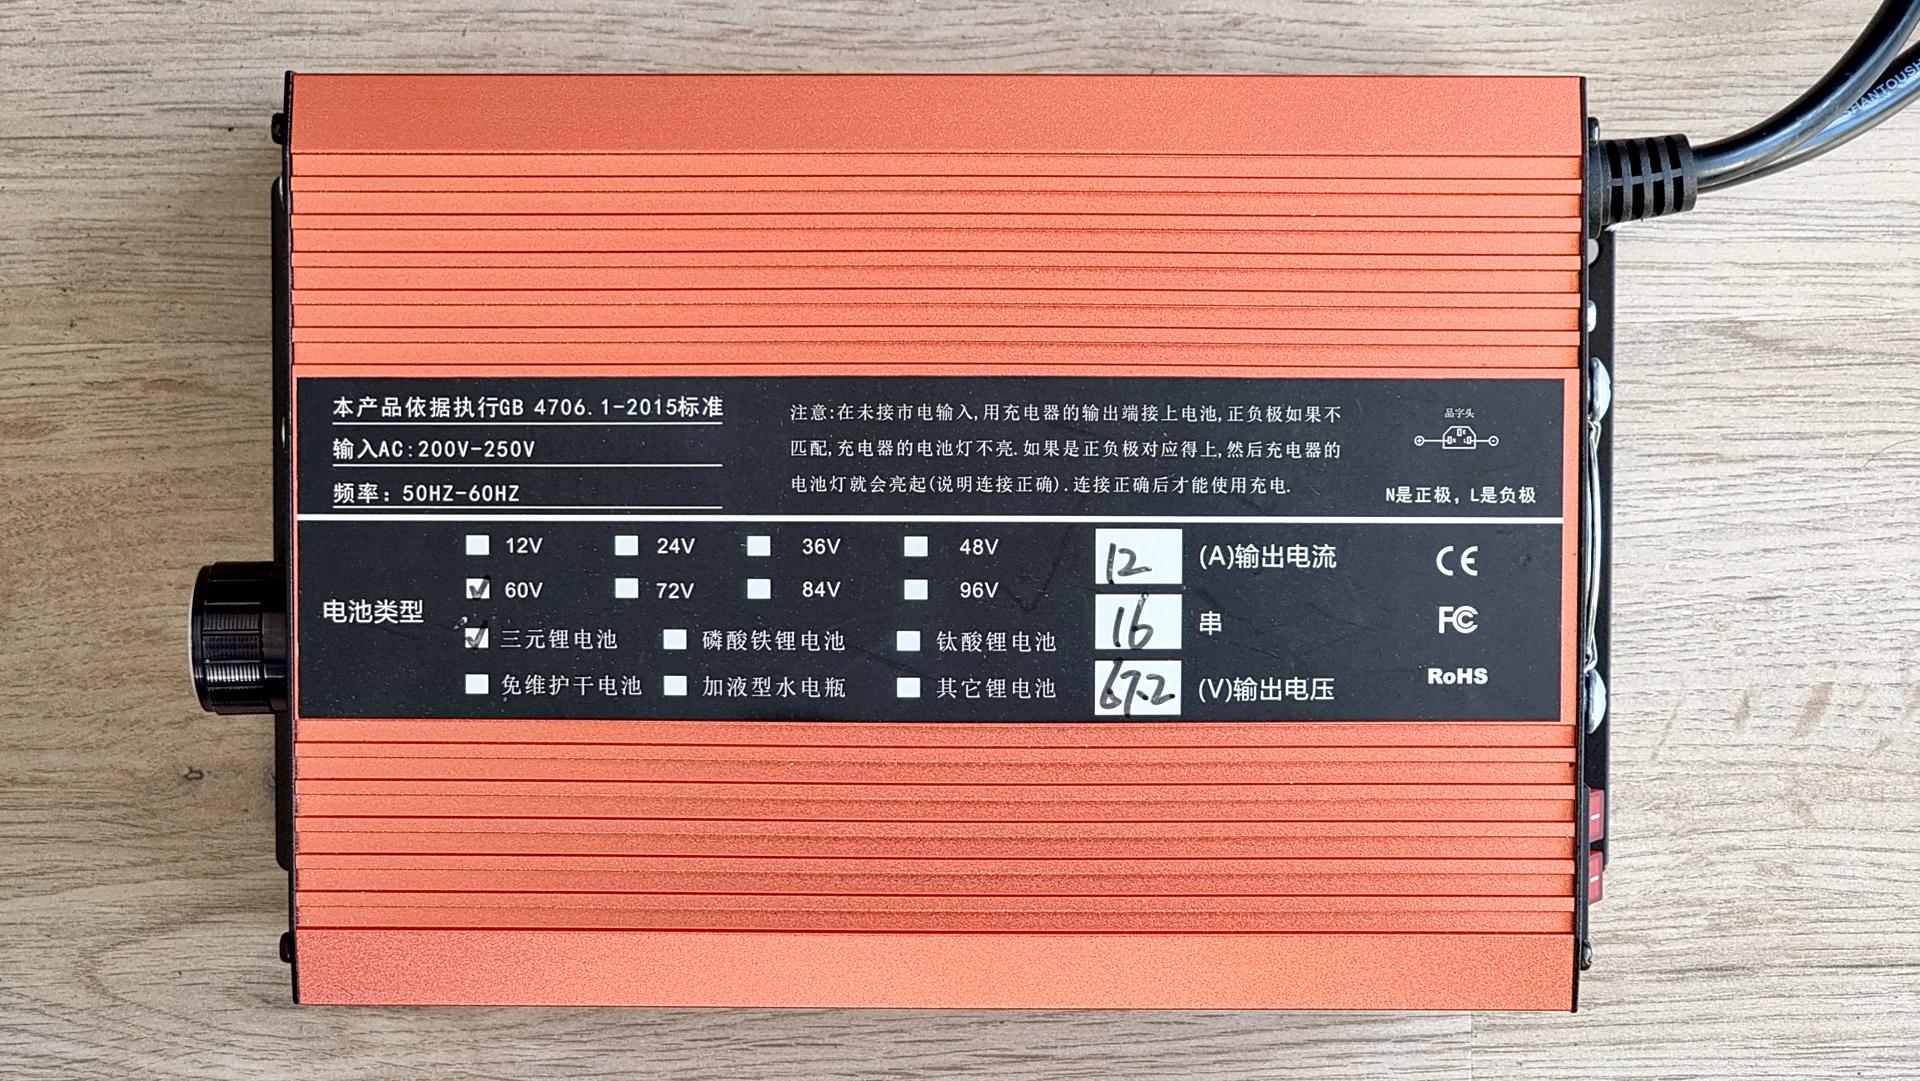 SHANTOUSH
本产品依据执行GB 4706.1-2015标准
输入AC:200V-250V
频率：50HZ-60HZ
注意:在未接市电输入,用充电器的输出端接上电池,正负极如果不
匹配,充电器的电池灯不亮.如果是正负极对应得上,然后充电器的
电池灯就会亮起(说明连接正确).连接正确后才能使用充电.
品字头
N是正极，L是负极
电池类型
12V 24V 36V 48V
60V 72V 84V 96V
三元锂电池 磷酸铁锂电池 钛酸锂电池
免维护干电池 加液型水电瓶 其它锂电池
12 (A)输出电流
16 串
67.2 (V)输出电压
CE
FC
RoHS